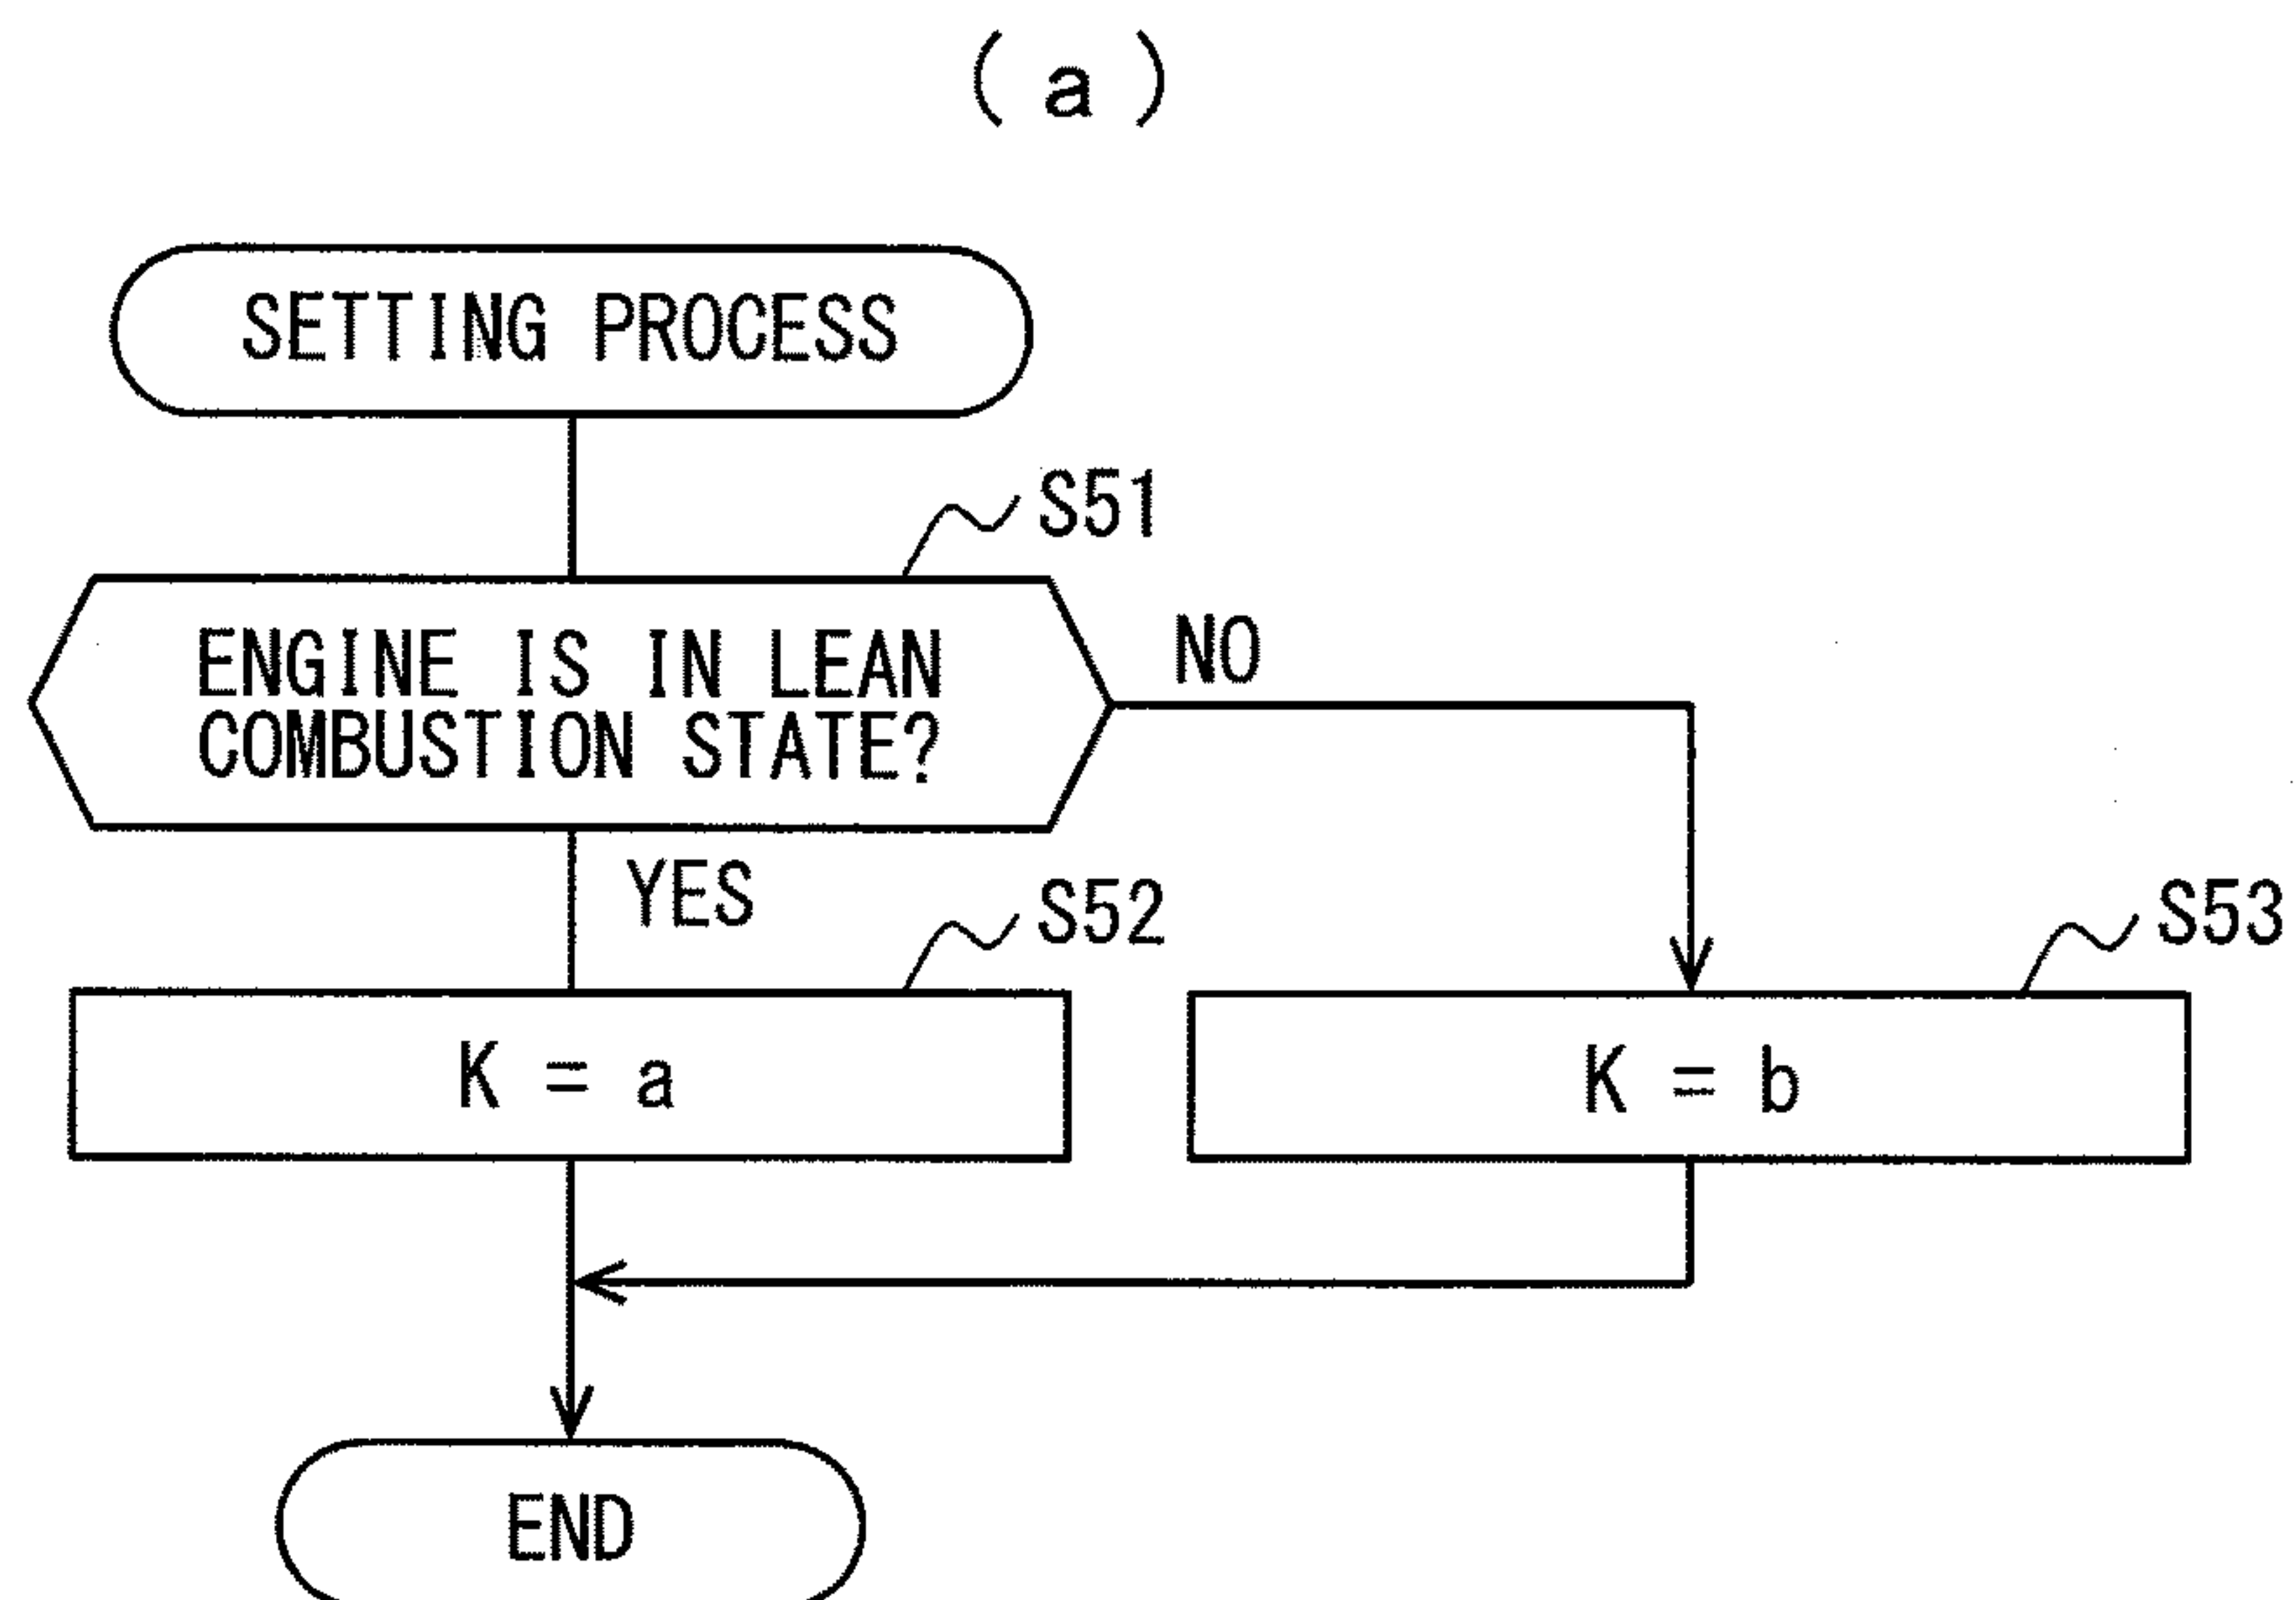 (a)
SETTING PROCESS
S51
ENGINE IS IN LEAN
COMBUSTION STATE?
NO
YES
S52
S53
K = a
K = b
END